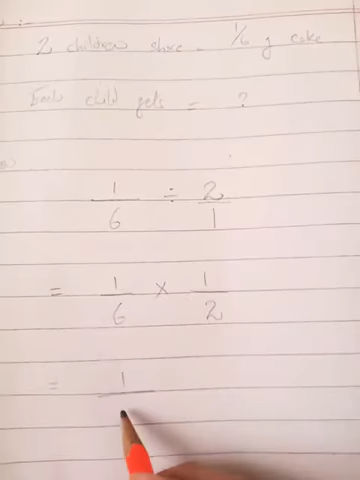 2 children share 1/6 of cake
Each child gets = ?
1/6 ÷ 2/1
= 1/6 × 1/2
= 1